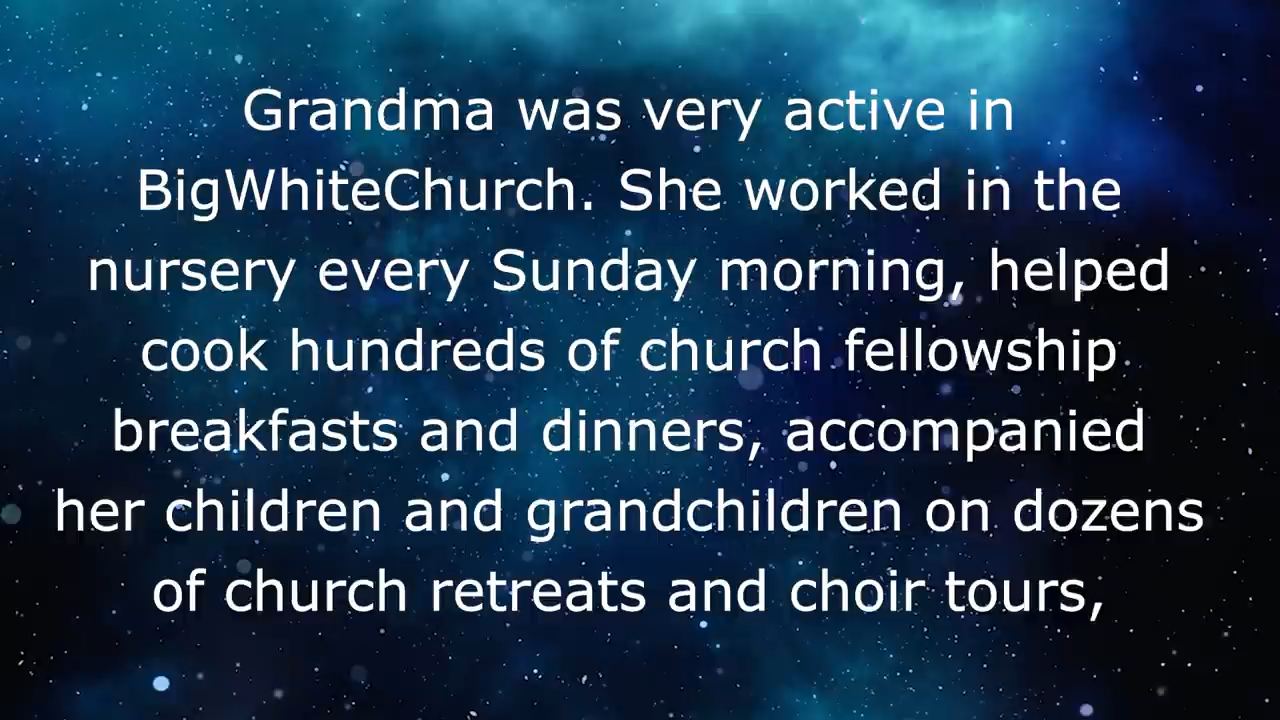 Grandma was very active in
BigWhiteChurch. She worked in the
nursery every Sunday morning, helped
cook hundreds of church fellowship
breakfasts and dinners, accompanied
her children and grandchildren on dozens
of church retreats and choir tours,